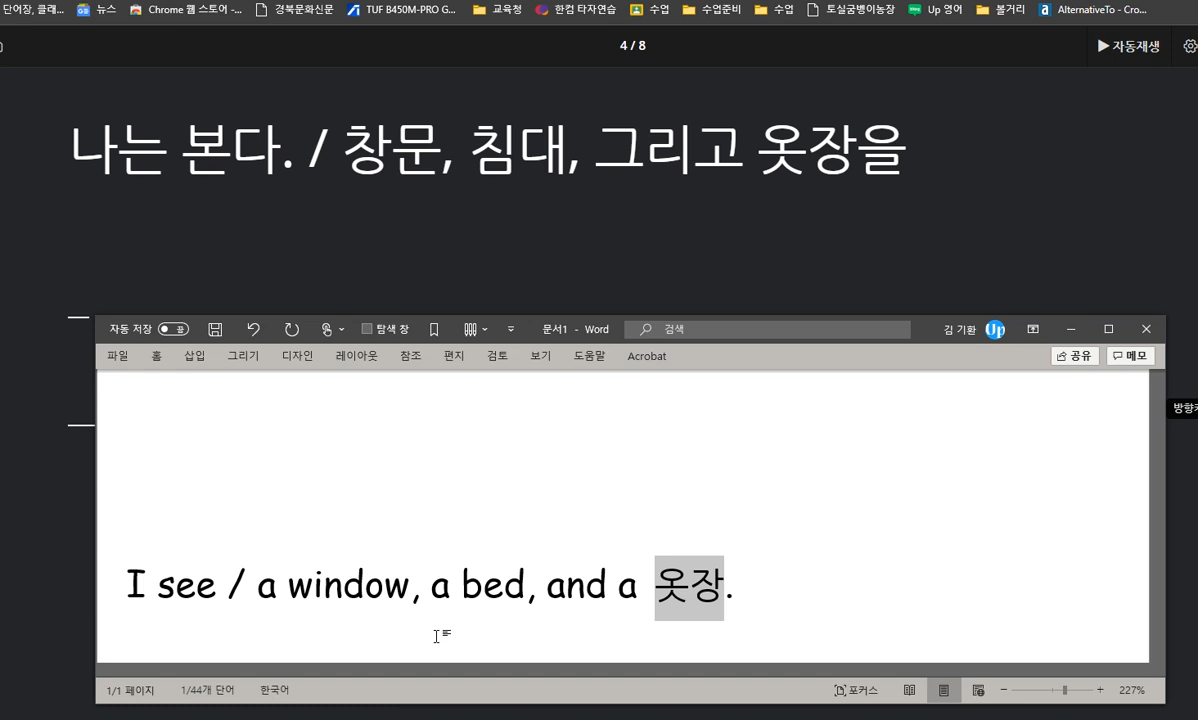 단어장, 클래... 뉴스 Chrome 웹 스토어 -... 경북문화신문 TUF B450M-PRO G... 교육청 한컴 타자연습 수업 수업준비 수업 토실굼벵이농장 Up 영어 볼거리 AlternativeTo - Cro...
4 / 8 자동재생
나는 본다. / 창문, 침대, 그리고 옷장을
자동 저장 끔 탐색 창 문서1 - Word 검색 김 기환 Up
파일 홈 삽입 그리기 디자인 레이아웃 참조 편지 검토 보기 도움말 Acrobat 공유 메모
방향키
I see / a window, a bed, and a 옷장.
1/1 페이지 1/44개 단어 한국어 포커스 227%